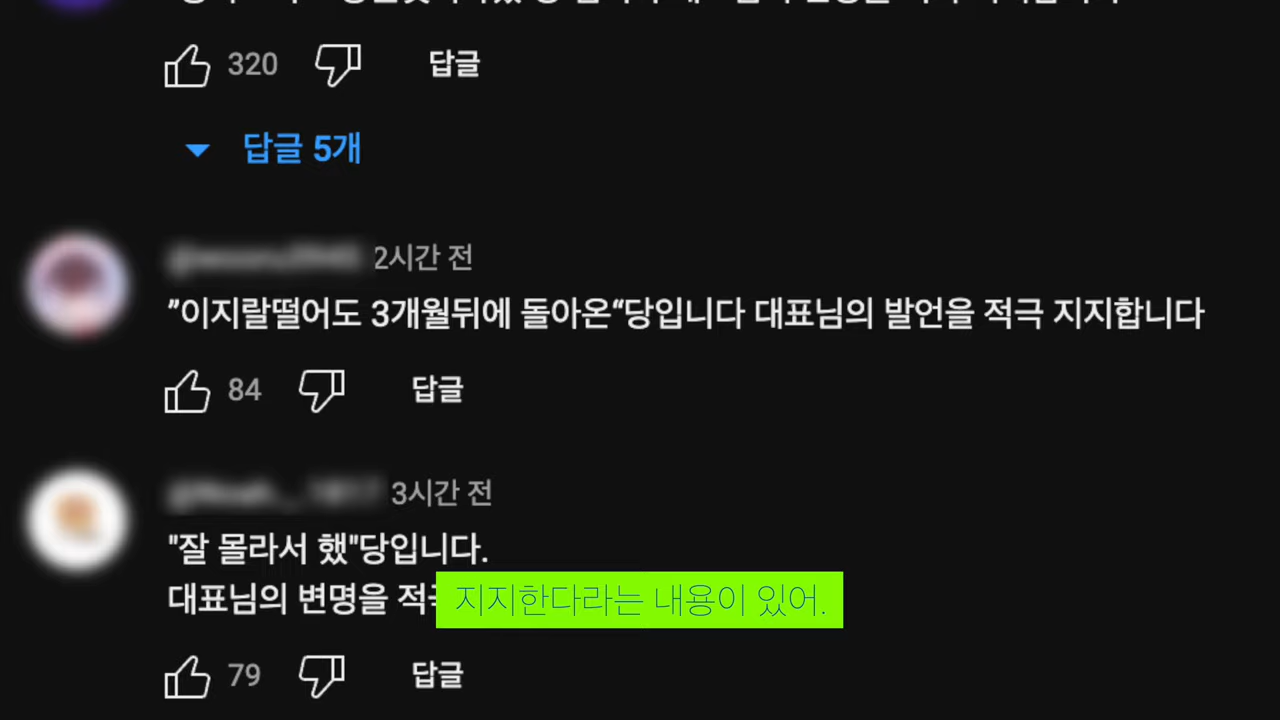 320 답글
답글 5개
2시간 전
”이지랄떨어도 3개월뒤에 돌아온“당입니다 대표님의 발언을 적극 지지합니다
84 답글
3시간 전
"잘 몰라서 했"당입니다.
대표님의 변명을 적극
지지한다라는 내용이 있어.
79 답글